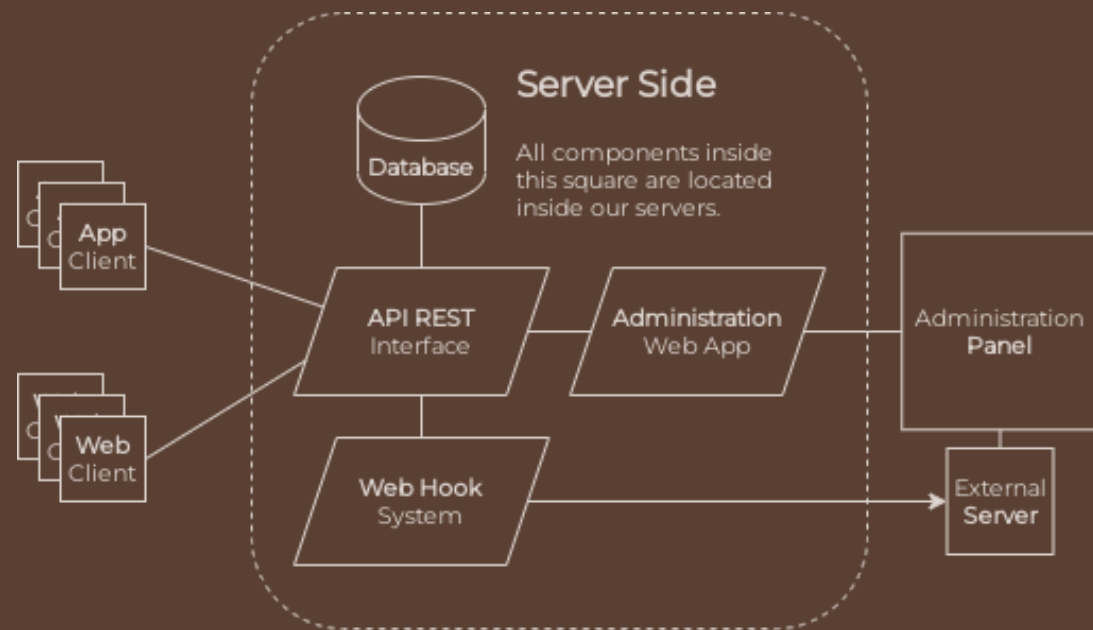 Server Side
All components inside
this square are located
inside our servers.
Database
App
Client
API REST
Interface
Administration
Web App
Administration
Panel
Web
Client
Web Hook
System
External
Server